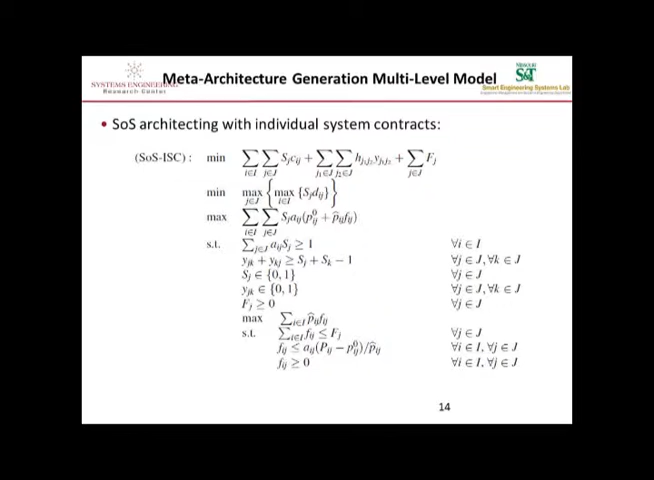 SYSTEMS ENGINEERING
Research Center
Meta-Architecture Generation Multi-Level Model
Missouri
S&T
Smart Engineering Systems Lab
• SoS architecting with individual system contracts:
(SoS-ISC) : min ∑_{i∈I} ∑_{j∈J} S_j c_{ij} + ∑_{j_1∈J} ∑_{j_2∈J} h_{j_1j_2} y_{j_1j_2} + ∑_{j∈J} F_j
min max_{j∈J} { max_{i∈I} {S_j d_{ij}} }
max ∑_{i∈I} ∑_{j∈J} S_j a_{ij}(p^0_{ij} + p̂_{ij} f_{ij})
s.t. ∑_{j∈J} a_{ij} S_j ≥ 1 ∀i ∈ I
y_{jk} + y_{kj} ≥ S_j + S_k − 1 ∀j ∈ J, ∀k ∈ J
S_j ∈ {0, 1} ∀j ∈ J
y_{jk} ∈ {0, 1} ∀j ∈ J, ∀k ∈ J
F_j ≥ 0 ∀j ∈ J
max ∑_{i∈I} p̂_{ij} f_{ij}
s.t. ∑_{i∈I} f_{ij} ≤ F_j ∀j ∈ J
f_{ij} ≤ a_{ij}(P_{ij} − p^0_{ij})/p̂_{ij} ∀i ∈ I, ∀j ∈ J
f_{ij} ≥ 0 ∀i ∈ I, ∀j ∈ J
14